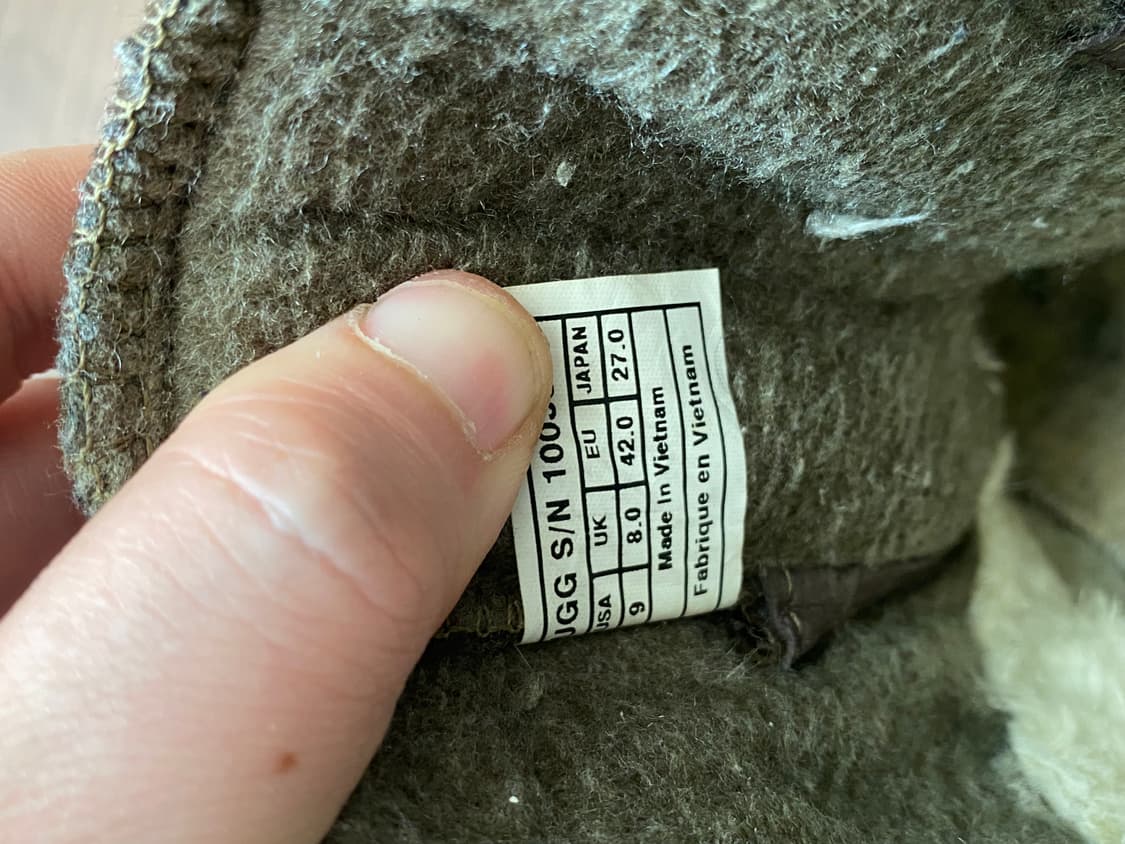 UGG S/N 100
USA UK EU JAPAN
9 8.0 42.0 27.0
Made In Vietnam
Fabrique en Vietnam